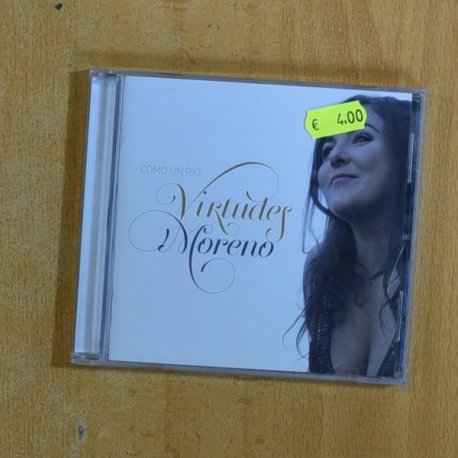 € 4,00
COMO UN RÍO
Virtudes
Moreno